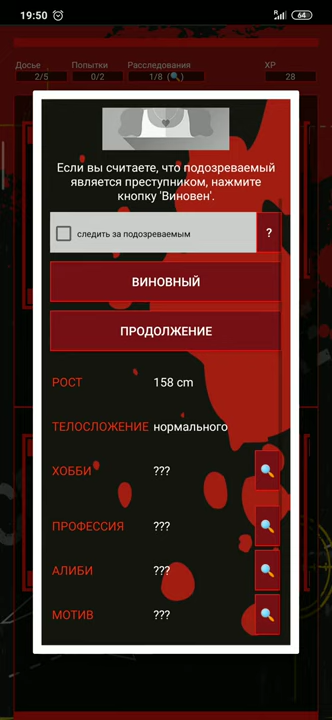 19:50
R
64
Досье
Попытки
Расследования
XP
2/5
0/2
1/8 (🔍)
28
Если вы считаете, что подозреваемый
является преступником, нажмите
кнопку 'Виновен'.
следить за подозреваемым
?
ВИНОВНЫЙ
ПРОДОЛЖЕНИЕ
РОСТ 158 cm
ТЕЛОСЛОЖЕНИЕ нормального
ХОББИ ???
ПРОФЕССИЯ ???
АЛИБИ ???
МОТИВ ???